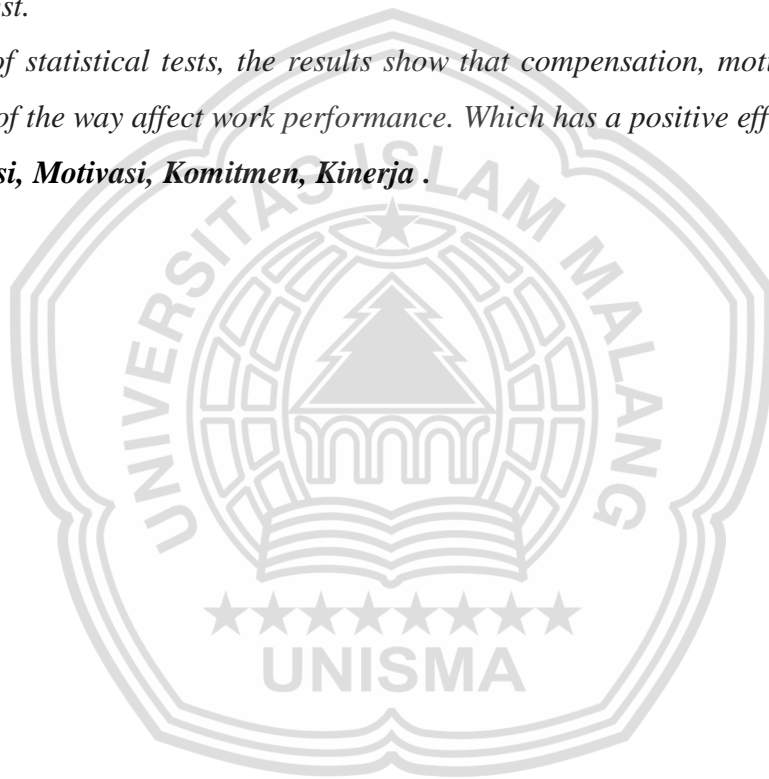 st.
of statistical tests, the results show that compensation, mot
of the way affect work performance. Which has a positive eff
si, Motivasi, Komitmen, Kinerja .
UNIVERSITAS ISLAM MALANG
UNISMA